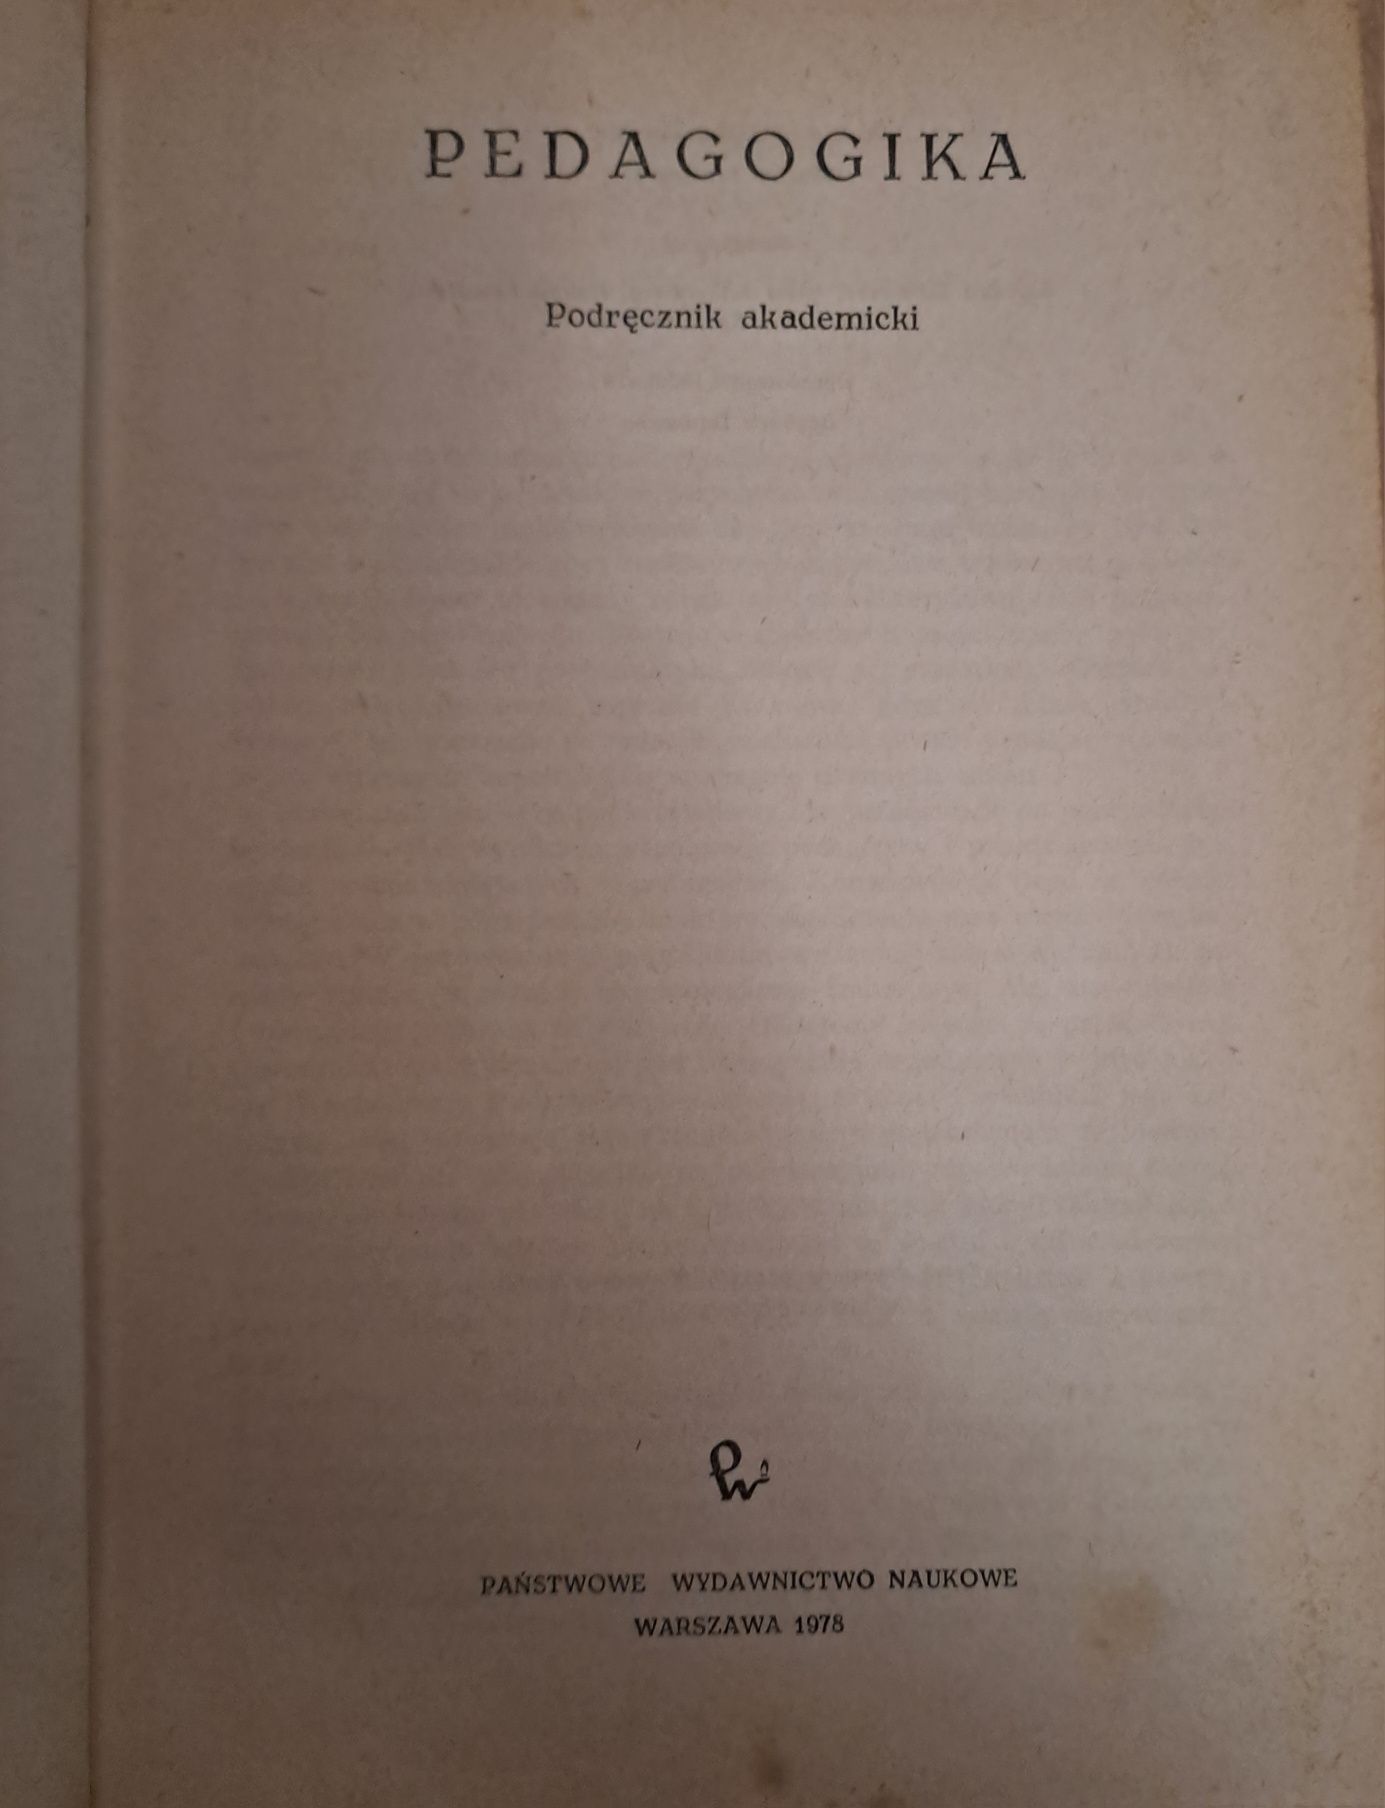 PEDAGOGIKA
Podręcznik akademicki
PAŃSTWOWE WYDAWNICTWO NAUKOWE
WARSZAWA 1978